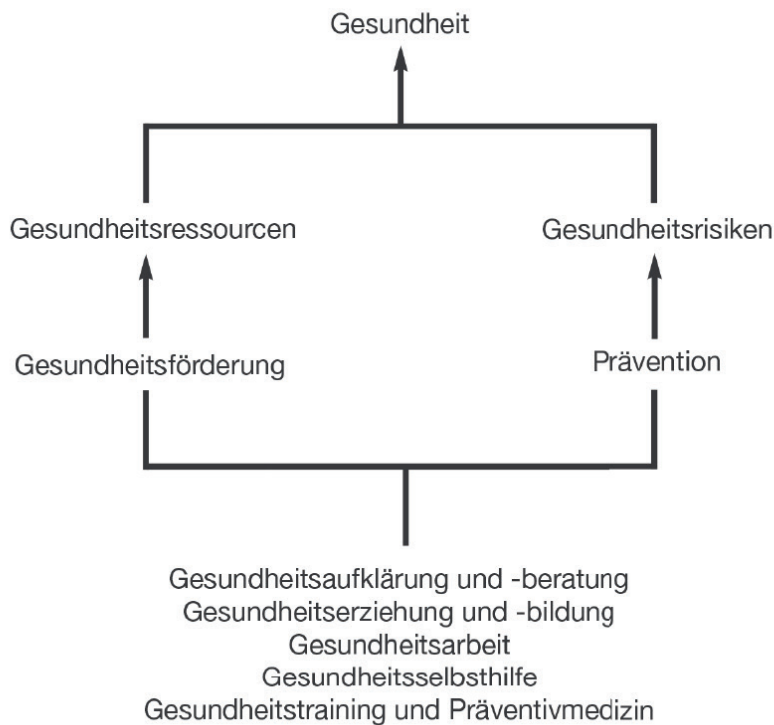 Gesundheit
Gesundheitsressourcen
Gesundheitsrisiken
Gesundheitsförderung
Prävention
Gesundheitsaufklärung und -beratung
Gesundheitserziehung und -bildung
Gesundheitsarbeit
Gesundheitsselbsthilfe
Gesundheitstraining und Präventivmedizin